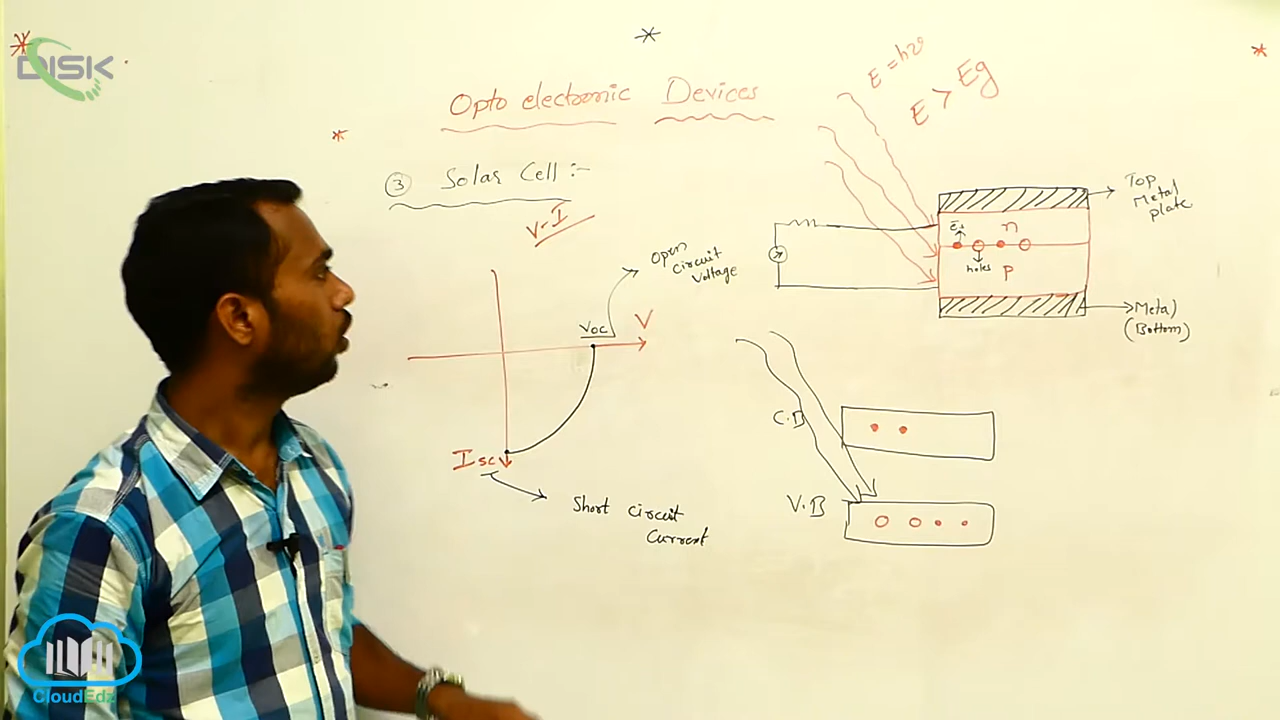 DISK
Opto electronic Devices
E = hν
E > Eg
③ Solar Cell :-
V-I
Open
Circuit
Voltage
Voc
V
Isc
Short circuit
Current
Top
Metal
plate
n
e⁻s
holes
p
Metal
(Bottom)
C.B
V.B
CloudEdz